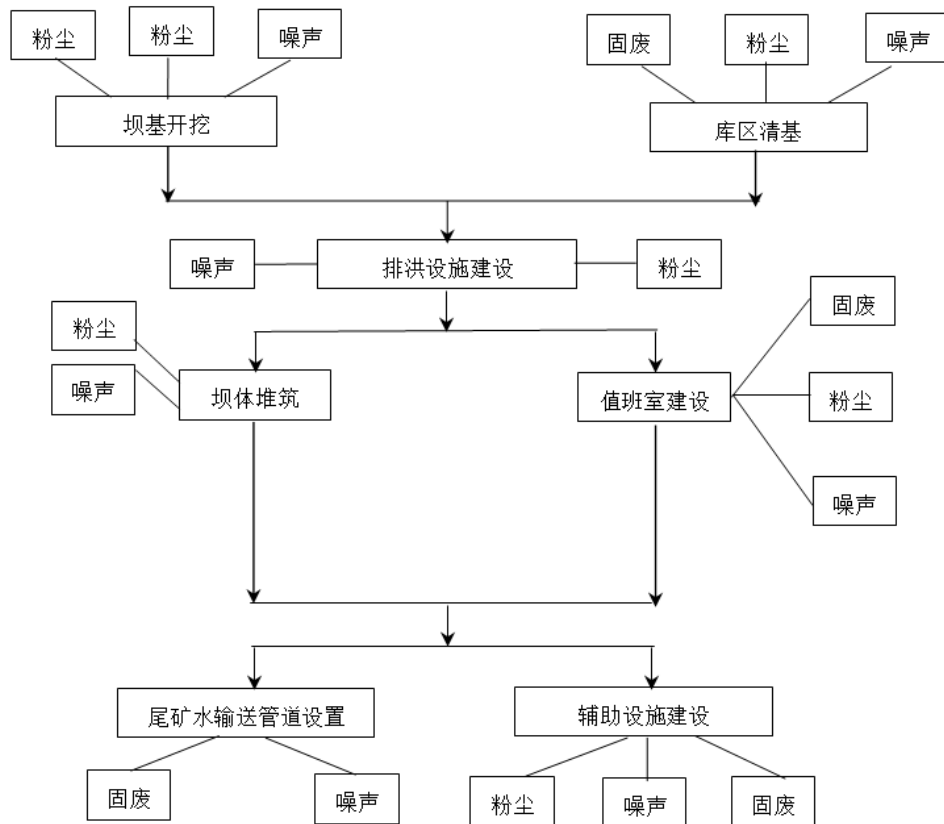 粉尘
粉尘
噪声
固废
粉尘
噪声
坝基开挖
库区清基
噪声
排洪设施建设
粉尘
粉尘
噪声
坝体堆筑
值班室建设
固废
粉尘
噪声
尾矿水输送管道设置
辅助设施建设
固废
噪声
粉尘
噪声
固废